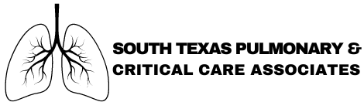 SOUTH TEXAS PULMONARY &
CRITICAL CARE ASSOCIATES